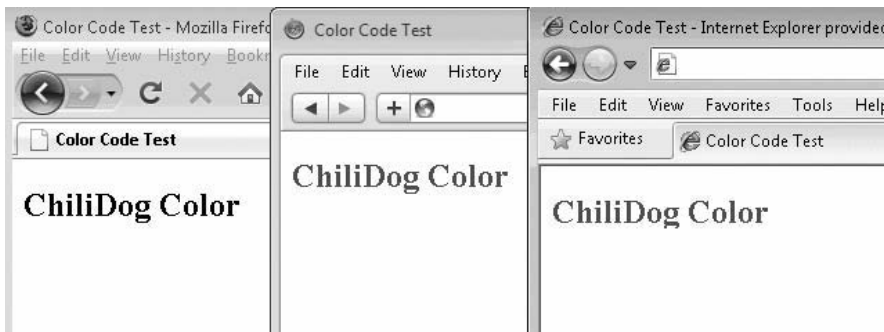 Color Code Test - Mozilla Firefo
File Edit View History Bookr
Color Code Test
ChiliDog Color
Color Code Test
File Edit View History
ChiliDog Color
Color Code Test - Internet Explorer provided
File Edit View Favorites Tools Help
Favorites
Color Code Test
ChiliDog Color